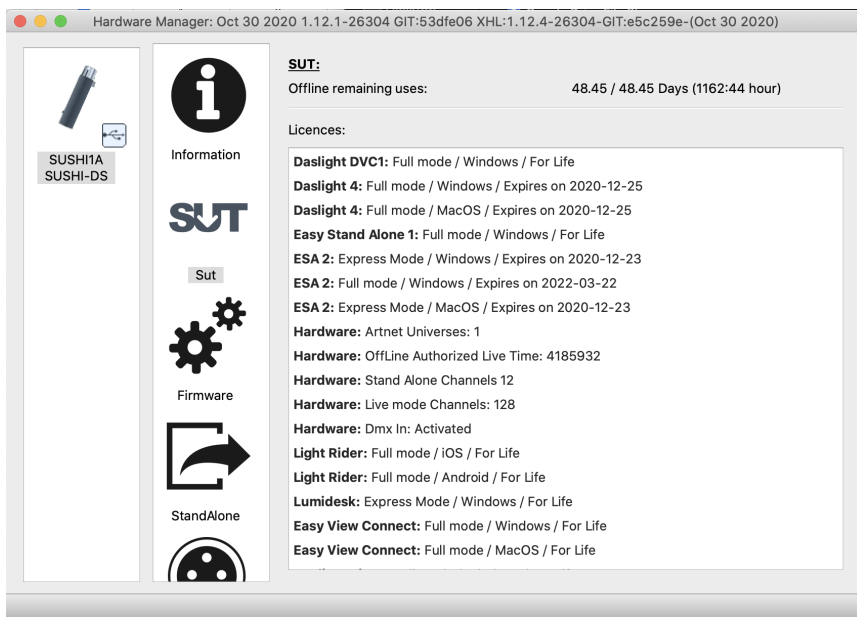 Hardware Manager: Oct 30 2020 1.12.1-26304 GIT:53dfe06 XHL:1.12.4-26304-GIT:e5c259e-(Oct 30 2020)
SUSHI1A
SUSHI-DS
Information
SUT
Sut
Firmware
StandAlone
SUT:
Offline remaining uses: 48.45 / 48.45 Days (1162:44 hour)
Licences:
Daslight DVC1: Full mode / Windows / For Life
Daslight 4: Full mode / Windows / Expires on 2020-12-25
Daslight 4: Full mode / MacOS / Expires on 2020-12-25
Easy Stand Alone 1: Full mode / Windows / For Life
ESA 2: Express Mode / Windows / Expires on 2020-12-23
ESA 2: Full mode / Windows / Expires on 2022-03-22
ESA 2: Express Mode / MacOS / Expires on 2020-12-23
Hardware: Artnet Universes: 1
Hardware: OffLine Authorized Live Time: 4185932
Hardware: Stand Alone Channels 12
Hardware: Live mode Channels: 128
Hardware: Dmx In: Activated
Light Rider: Full mode / iOS / For Life
Light Rider: Full mode / Android / For Life
Lumidesk: Express Mode / Windows / For Life
Easy View Connect: Full mode / Windows / For Life
Easy View Connect: Full mode / MacOS / For Life